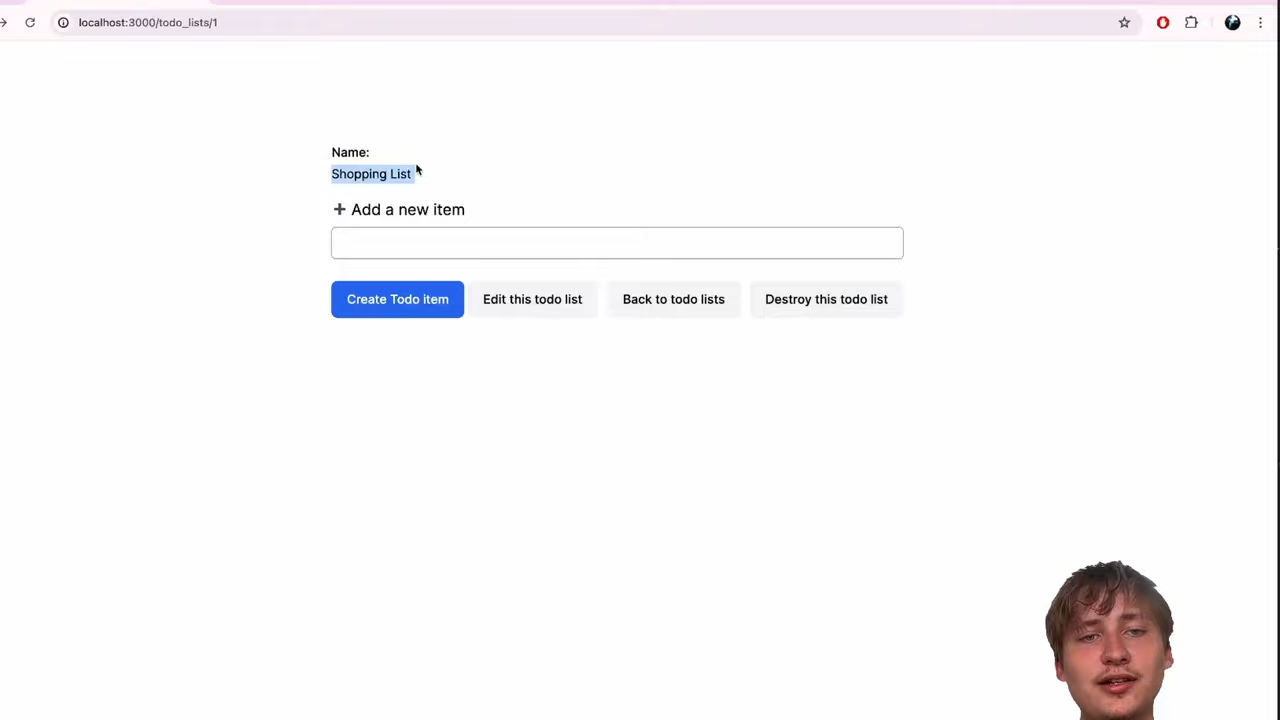 localhost:3000/todo_lists/1
Name:
Shopping List
+ Add a new item
Create Todo item Edit this todo list Back to todo lists Destroy this todo list